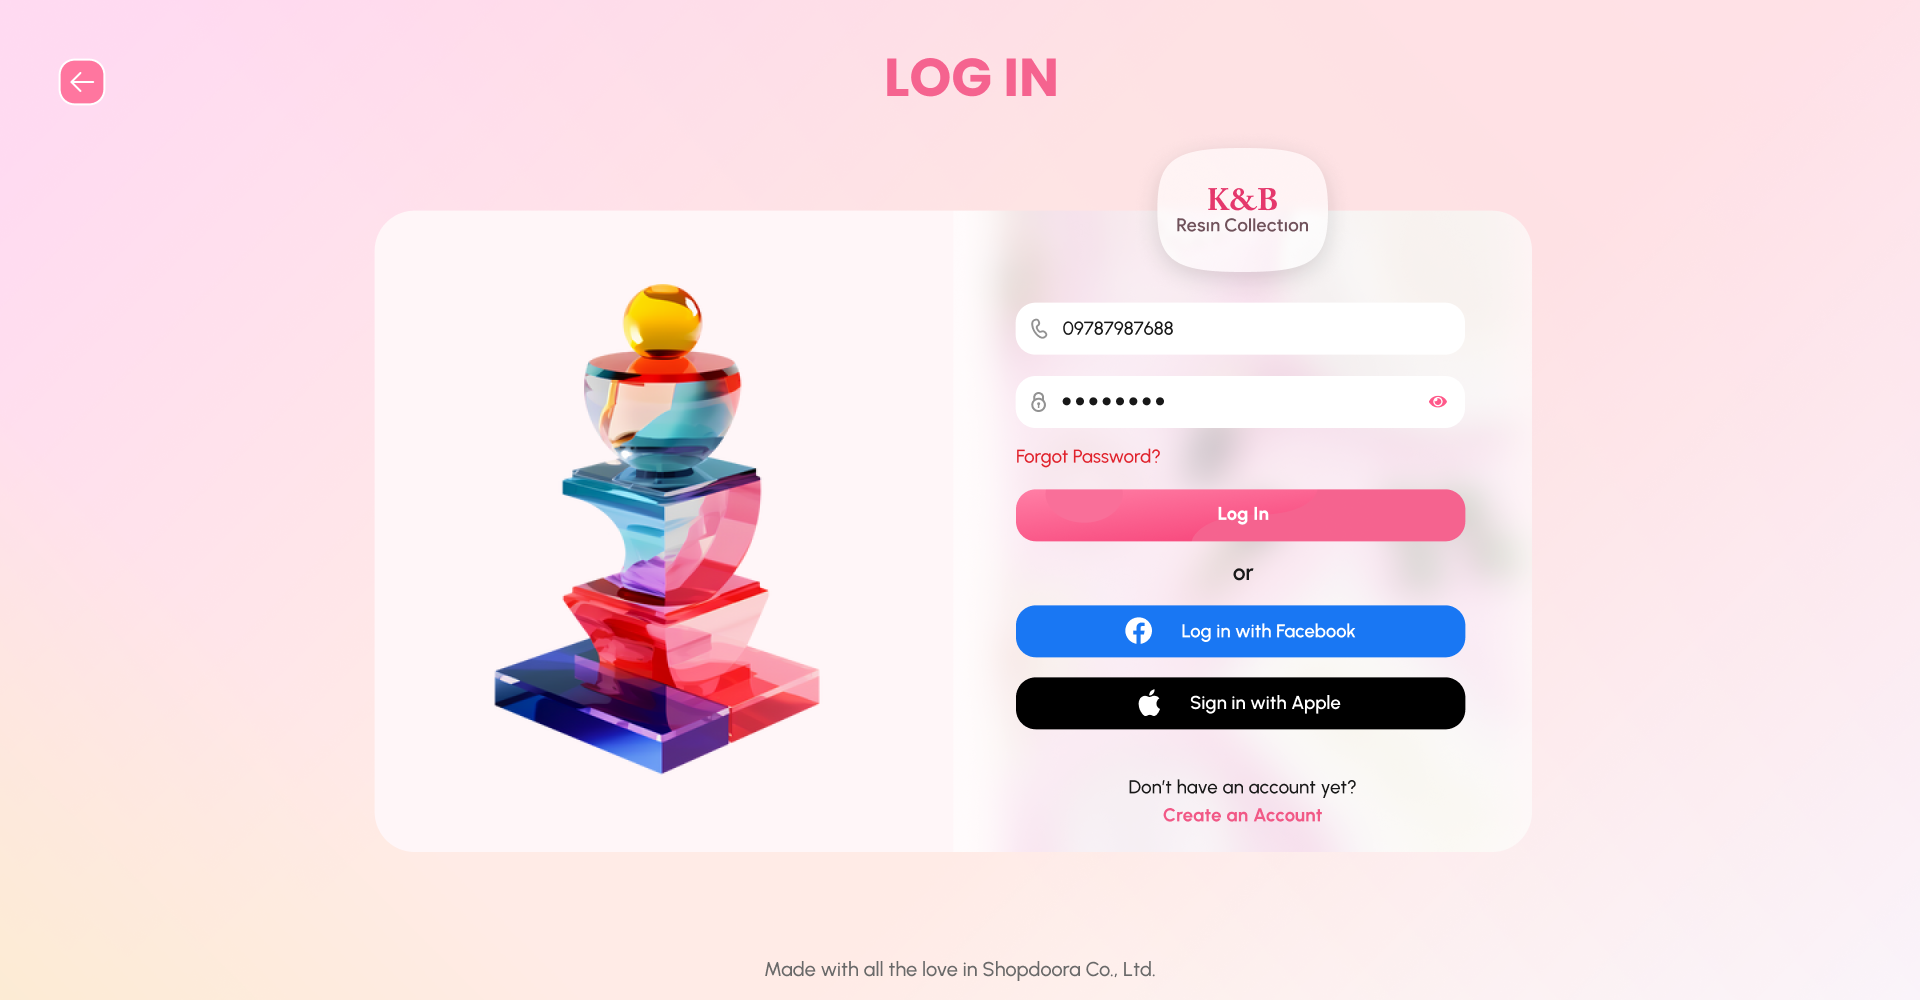 LOG IN
K&B
Resin Collection
09787987688
Forgot Password?
Log In
or
Log in with Facebook
Sign in with Apple
Don't have an account yet?
Create an Account
Made with all the love in Shopdoora Co., Ltd.